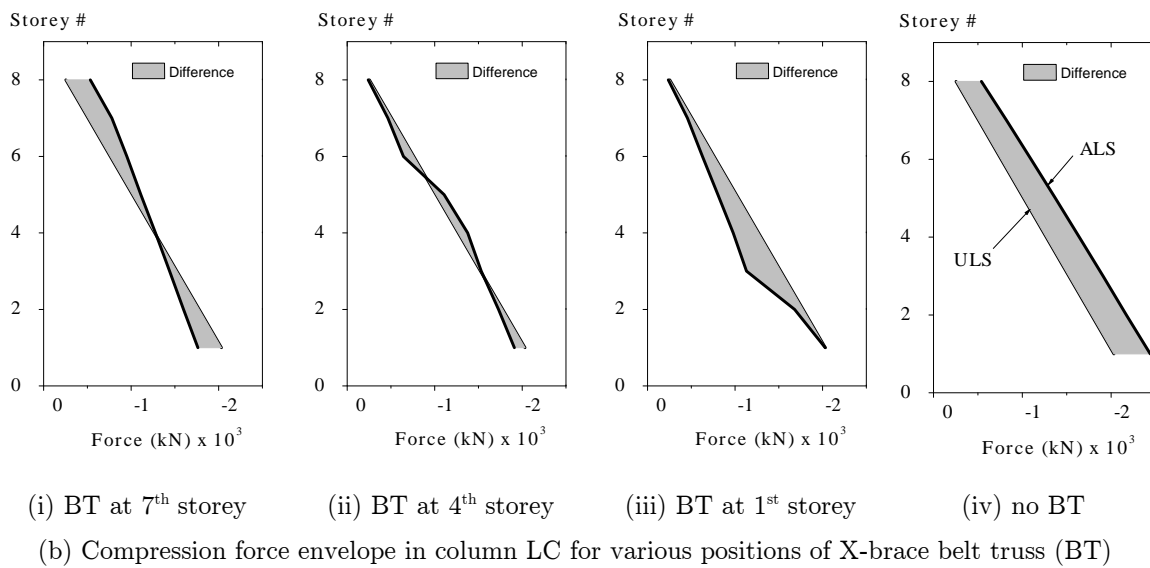 Storey #
Storey #
Storey #
Storey #
Difference
Difference
Difference
Difference
8
6
4
2
0
8
6
4
2
0
8
6
4
2
0
8
6
4
2
0
ALS
ULS
0 -1 -2
0 -1 -2
0 -1 -2
0 -1 -2
Force (kN) x 10³
Force (kN) x 10³
Force (kN) x 10³
Force (kN) x 10³
(i) BT at 7th storey
(ii) BT at 4th storey
(iii) BT at 1st storey
(iv) no BT
(b) Compression force envelope in column LC for various positions of X-brace belt truss (BT)